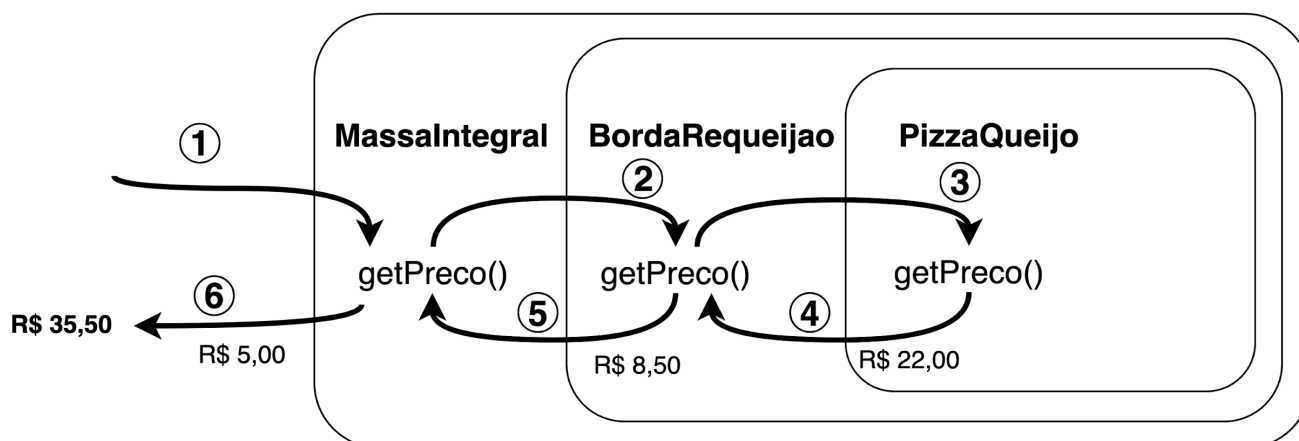 ①
MassaIntegral
BordaRequeijao
PizzaQueijo
②
③
getPreco()
getPreco()
getPreco()
⑥
⑤
④
R$ 35,50
R$ 5,00
R$ 8,50
R$ 22,00